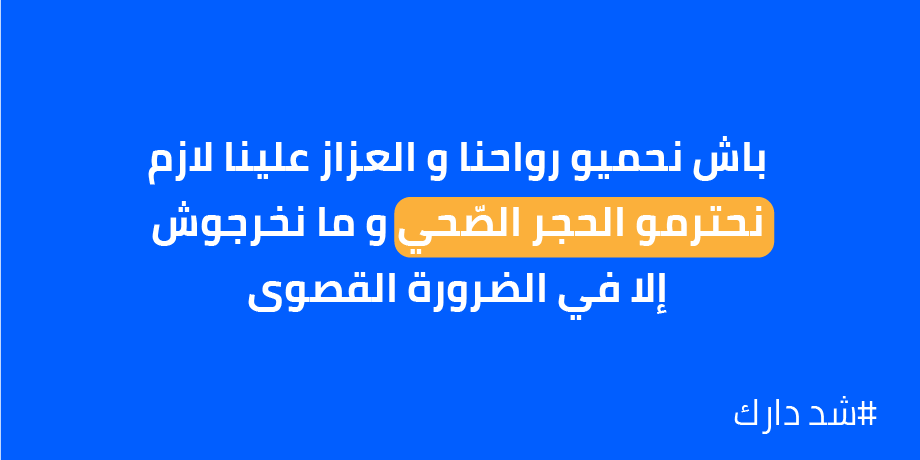 باش نحميو رواحنا و العزاز علينا لازم
نحترمو الحجر الصّحي و ما نخرجوش
إلا في الضرورة القصوى
#شد دارك